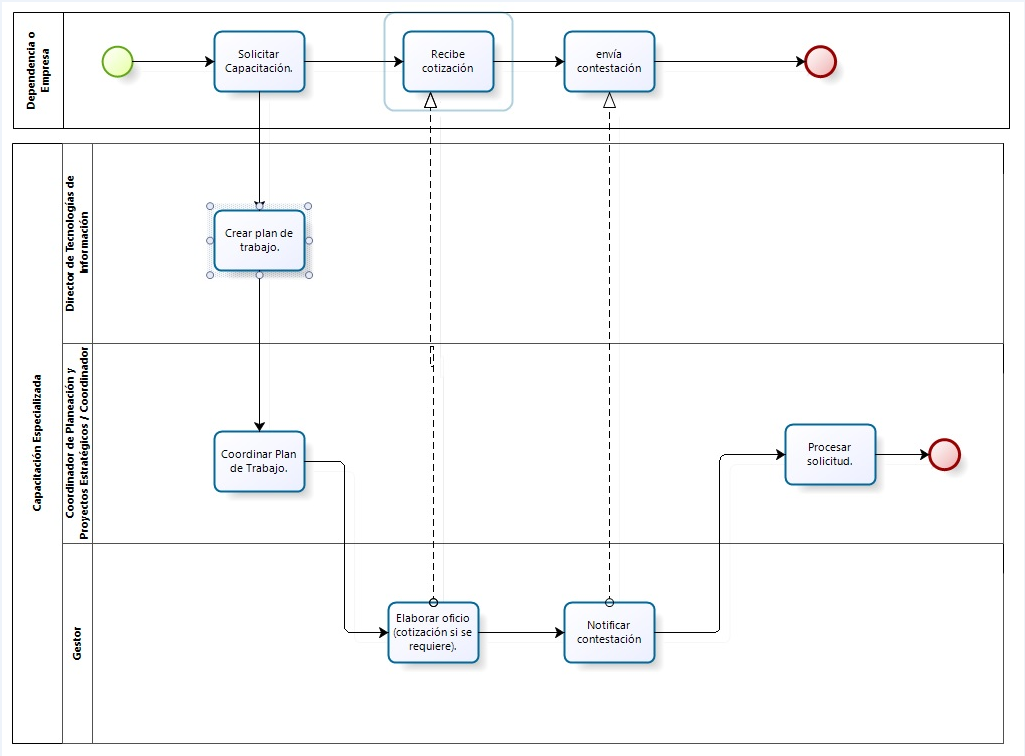 Dependencia o
Empresa
Solicitar
Capacitación.
Recibe
cotización
envía
contestación
Capacitación Especializada
Director de Tecnologías de
Información
Crear plan de
trabajo.
Coordinador de Planeación y
Proyectos Estratégicos / Coordinador
Coordinar Plan
de Trabajo.
Procesar
solicitud.
Gestor
Elaborar oficio
(cotización si se
requiere).
Notificar
contestación